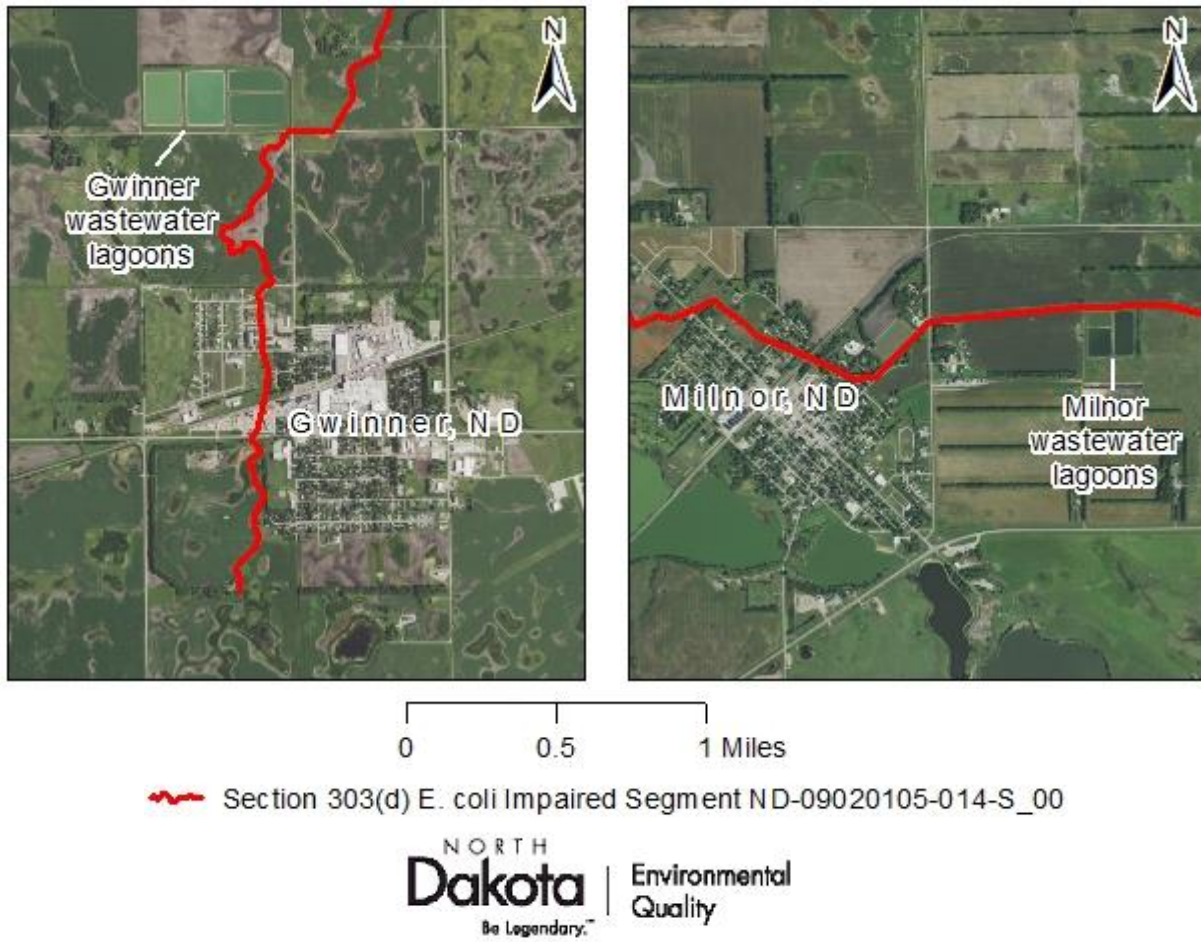 N
Gwinner
wastewater
lagoons
Gwinner, ND
N
Milnor, ND
Milnor
wastewater
lagoons
0 0.5 1 Miles
Section 303(d) E. coli Impaired Segment ND-09020105-014-S_00
NORTH
Dakota
Be Legendary.™
Environmental
Quality